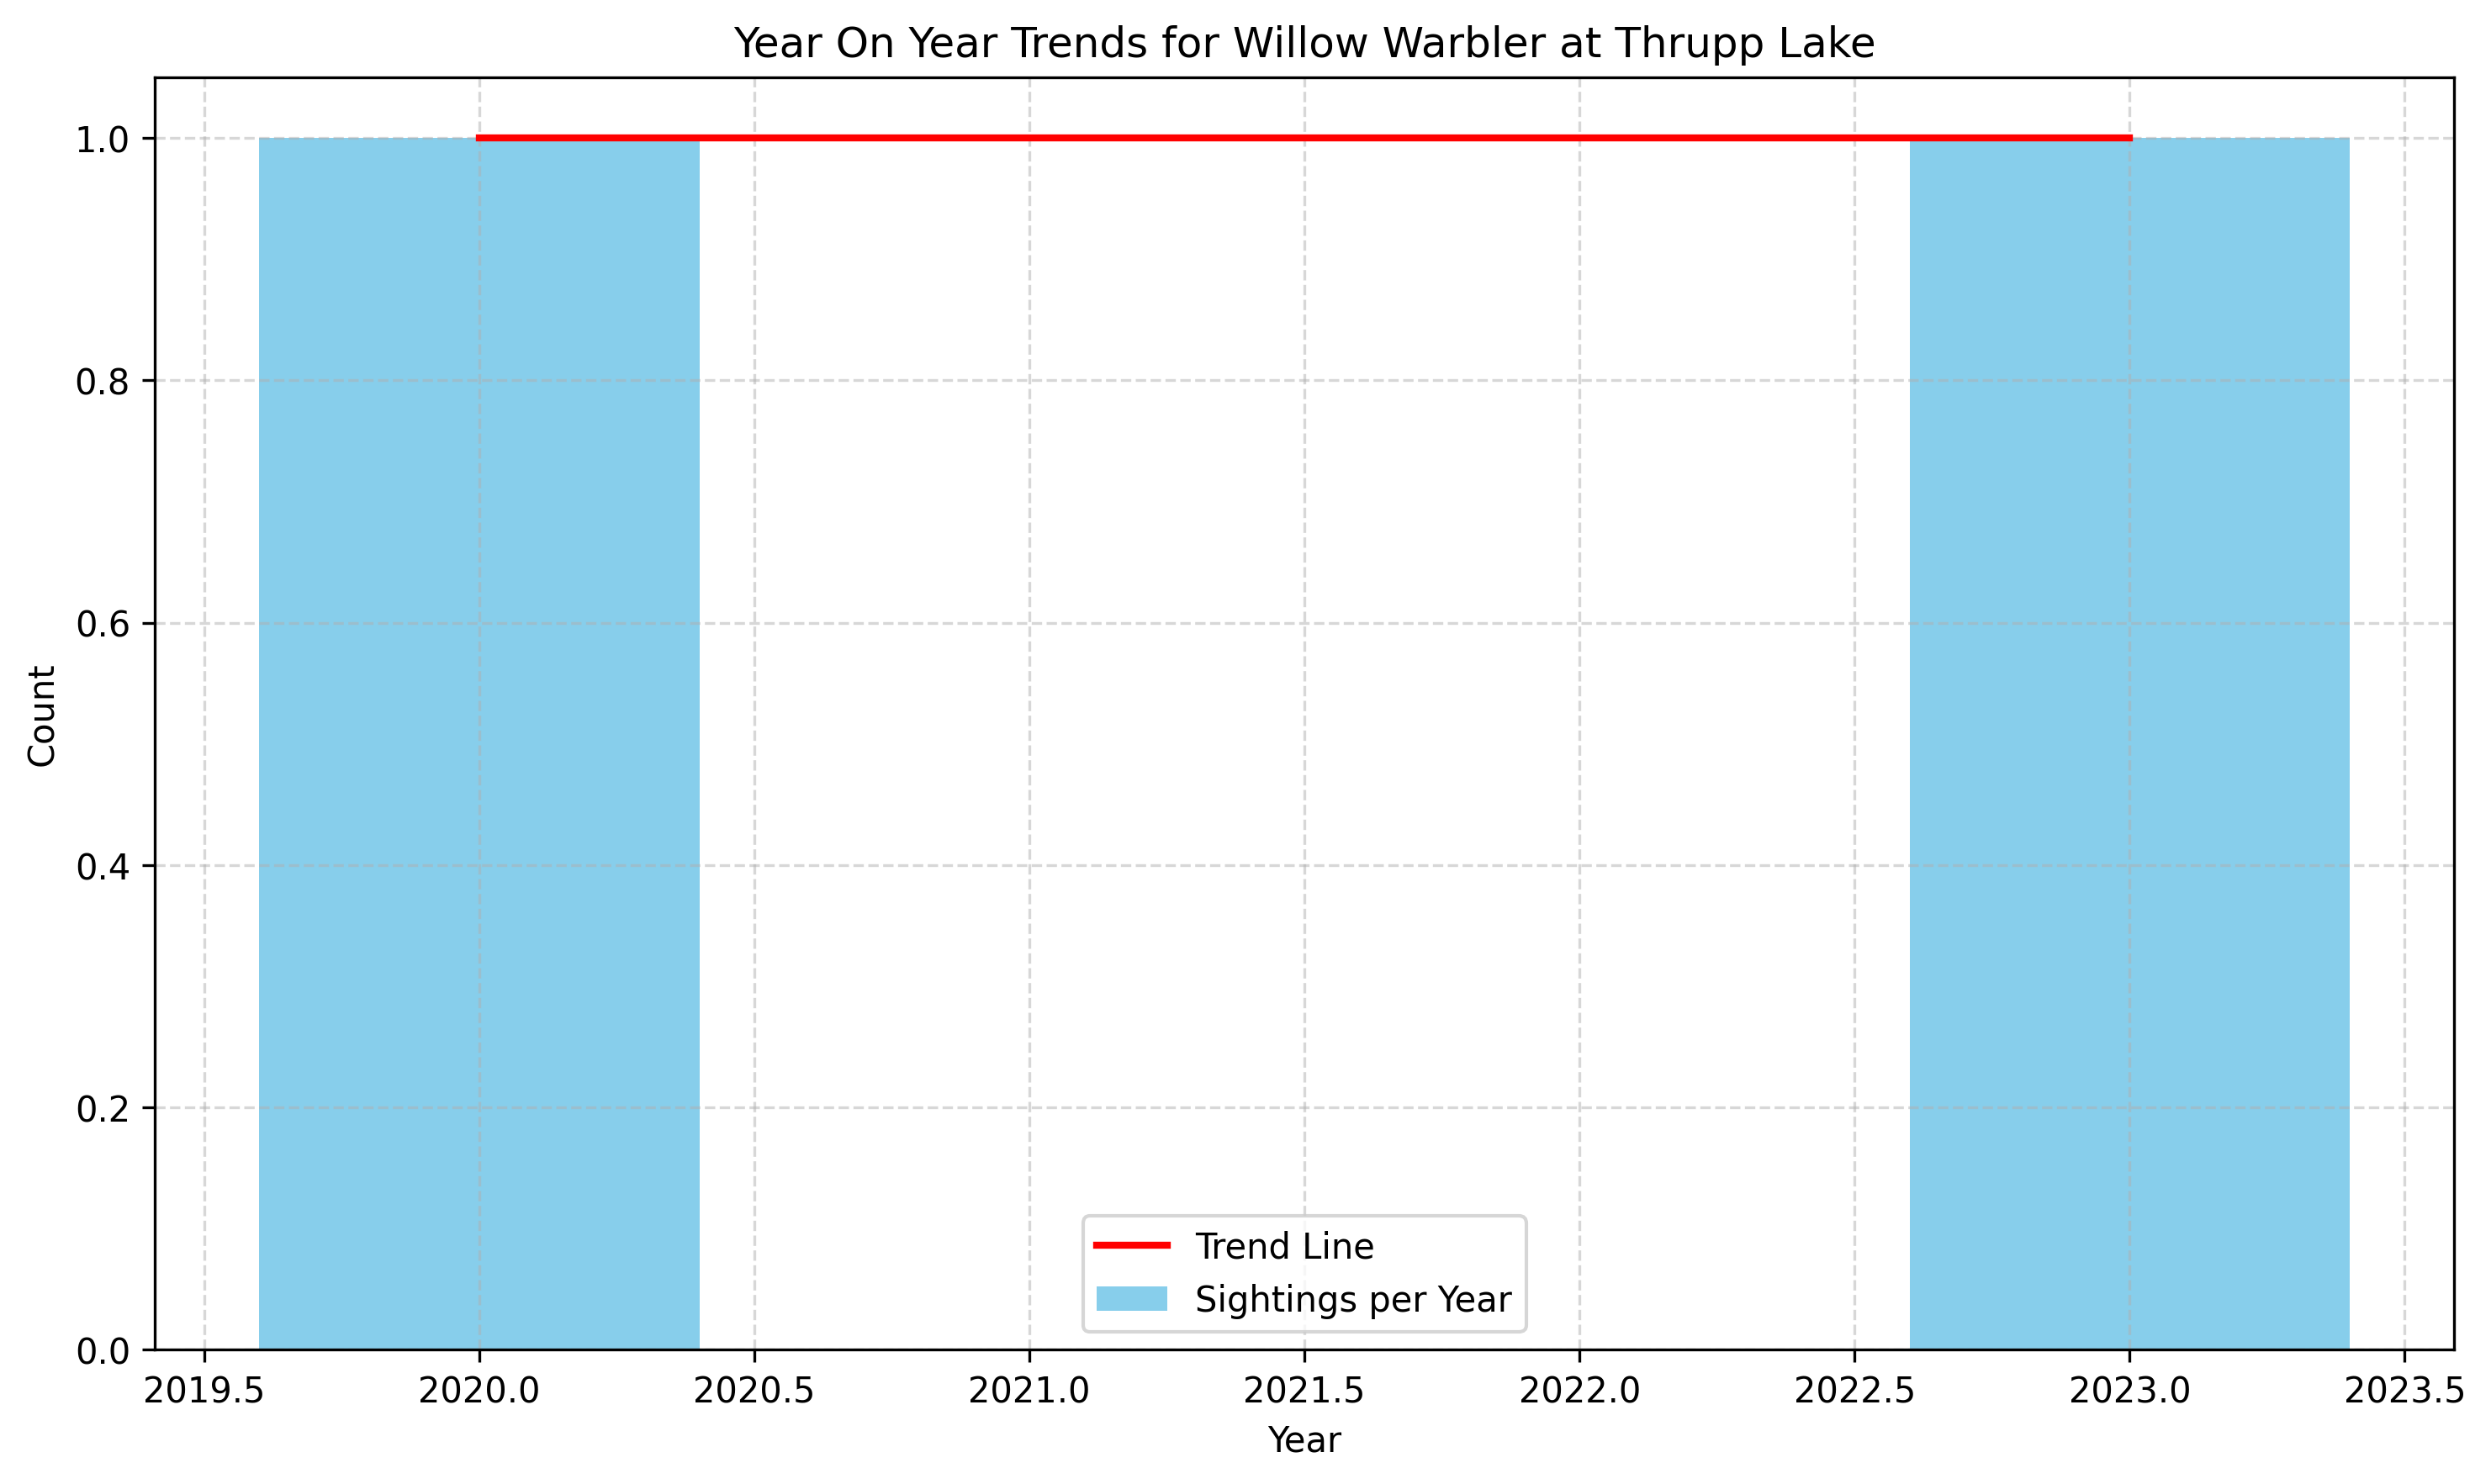 Year On Year Trends for Willow Warbler at Thrupp Lake
1.0
0.8
0.6
0.4
0.2
0.0
Count
Trend Line
Sightings per Year
2019.5 2020.0 2020.5 2021.0 2021.5 2022.0 2022.5 2023.0 2023.5
Year